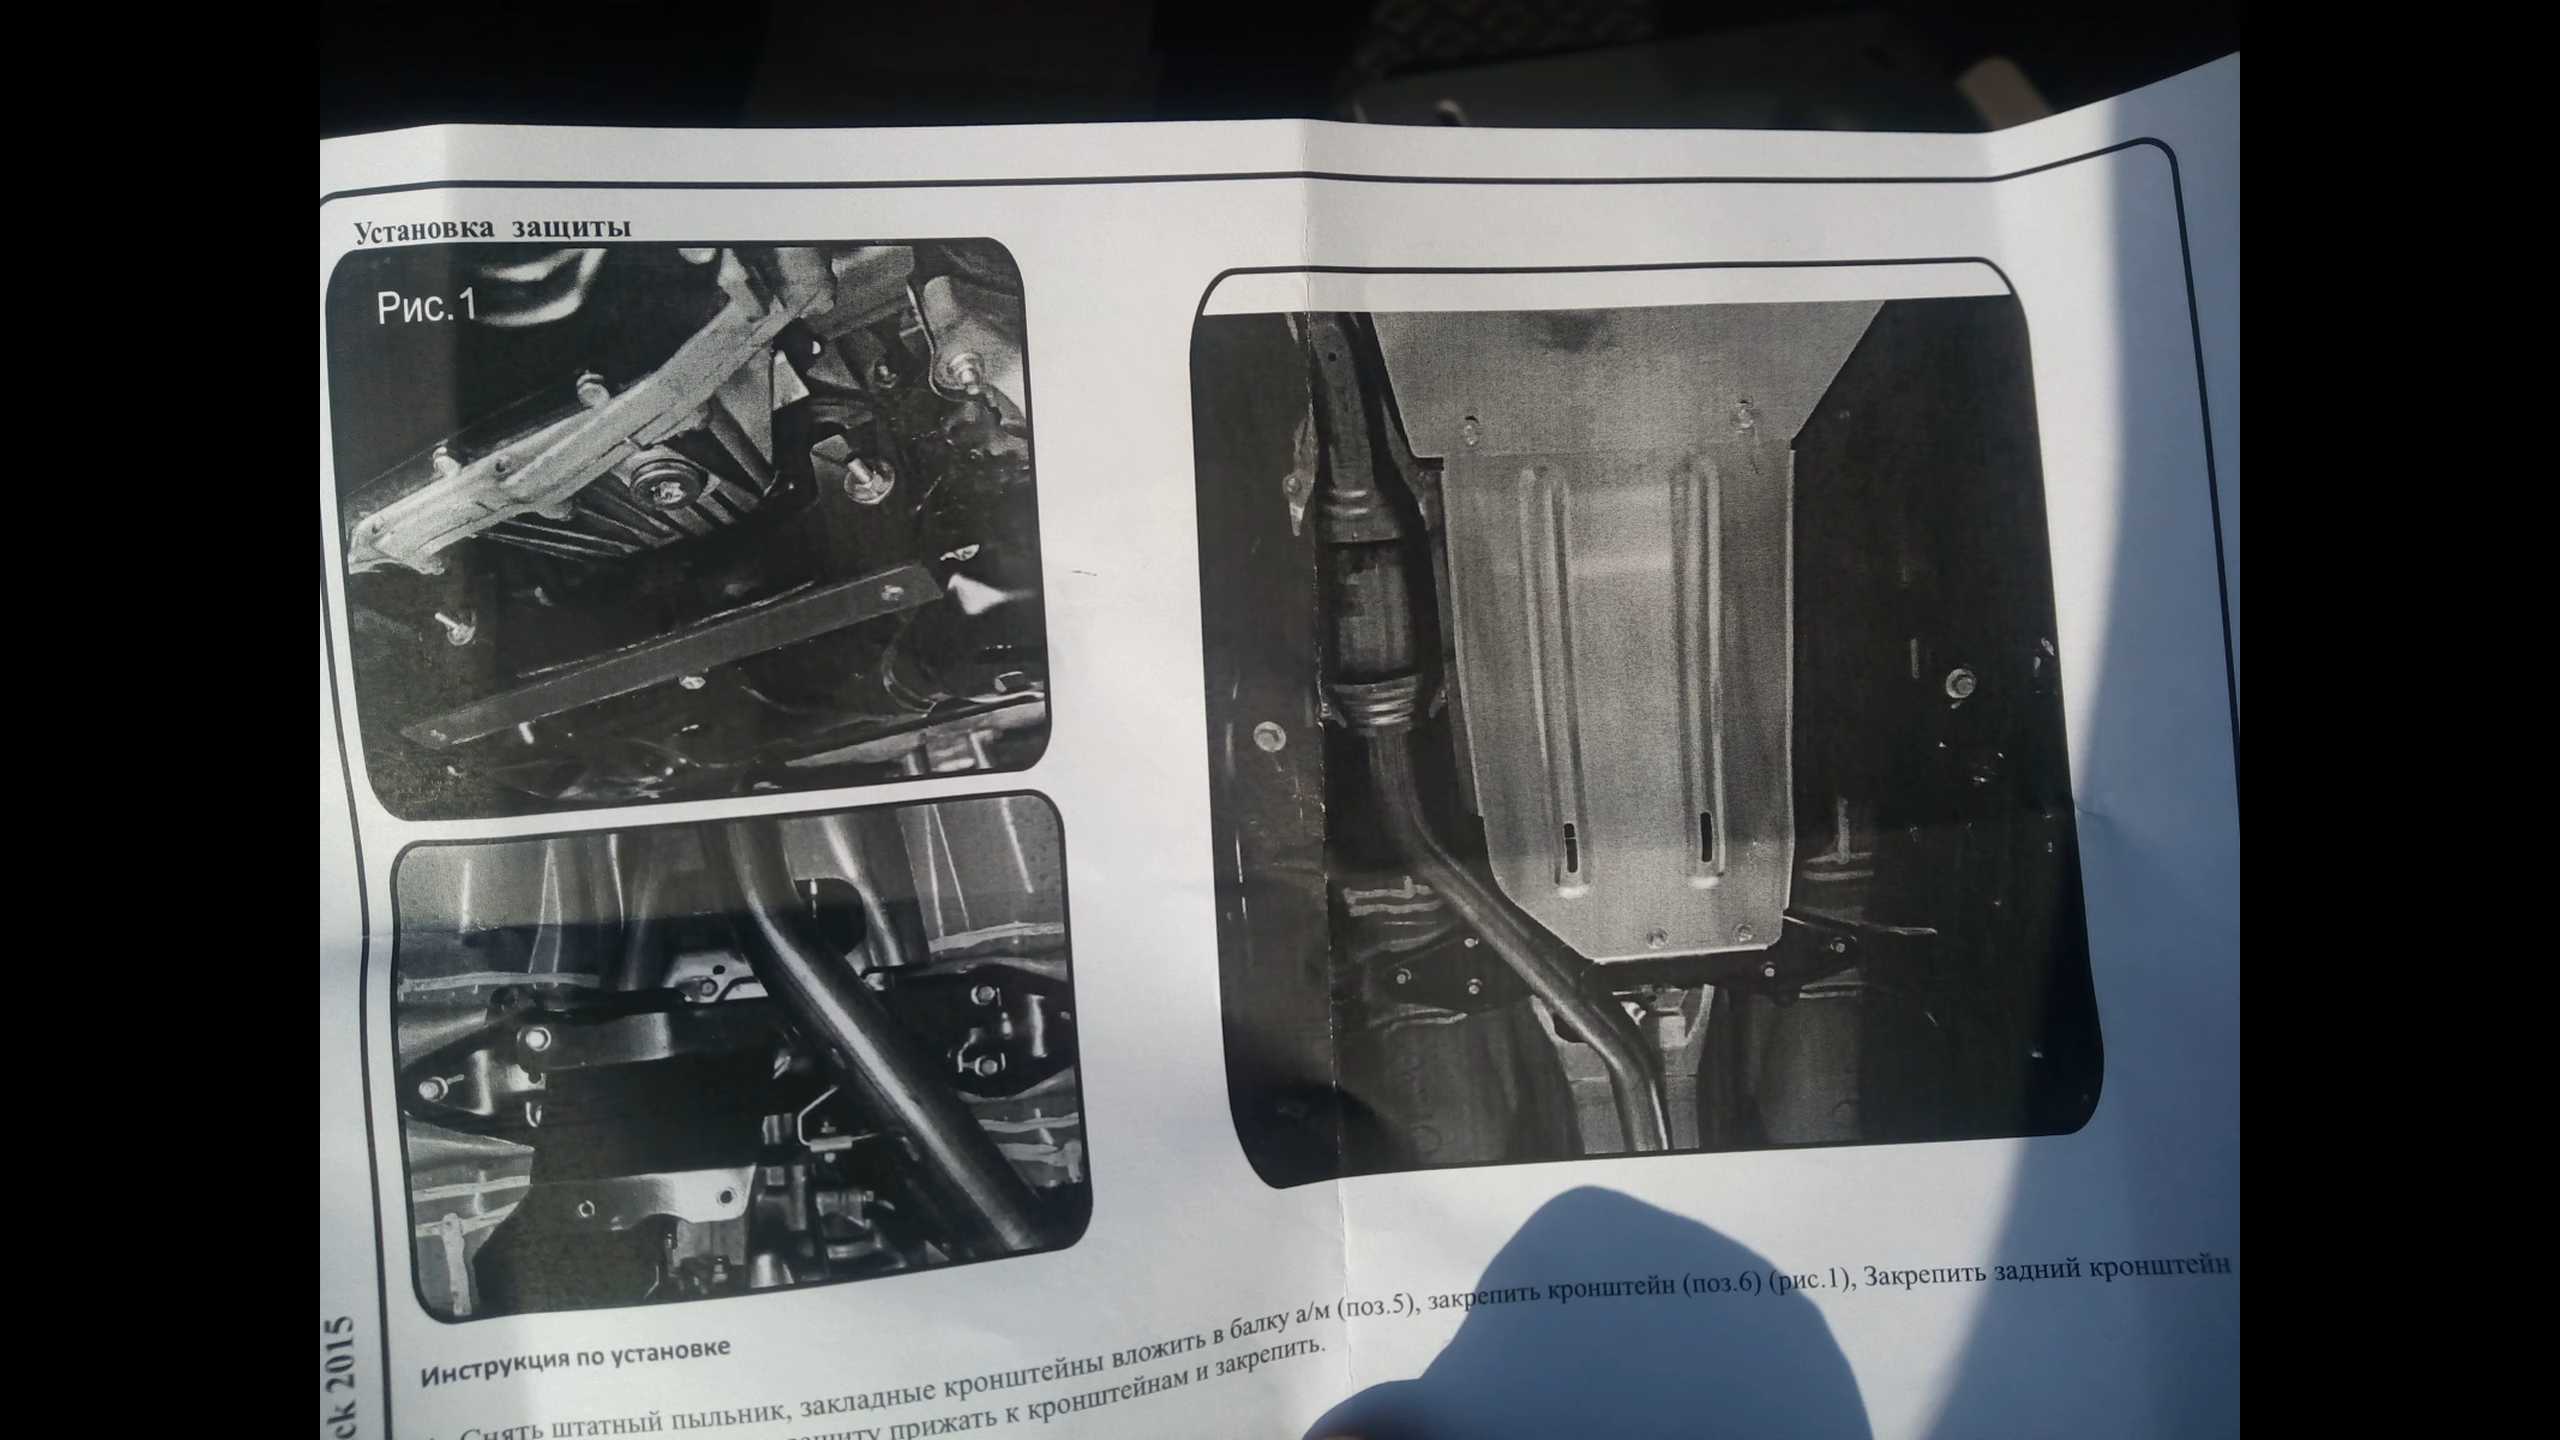 Установка защиты
Рис.1
Инструкция по установке
Снять штатный пыльник, закладные кронштейны вложить в балку а/м (поз.5), закрепить кронштейн (поз.6) (рис.1), Закрепить задний кронштейн
прижать к кронштейнам и закрепить.
ck 2015